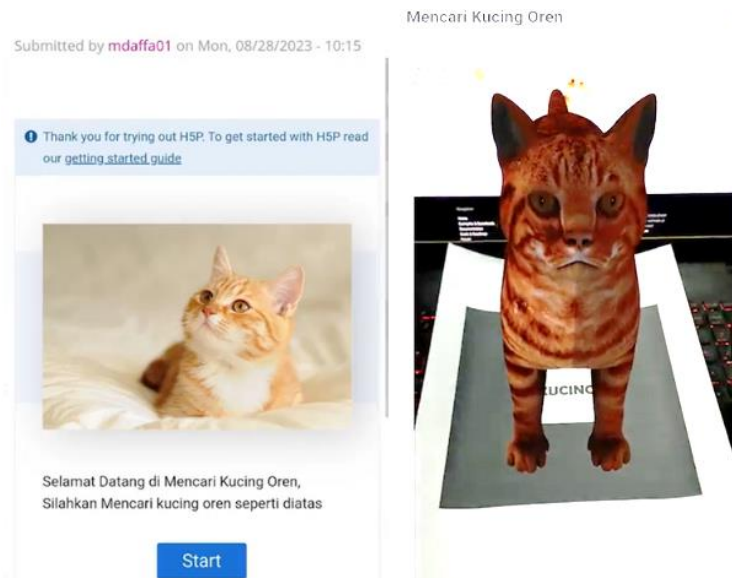 Submitted by mdaffa01 on Mon, 08/28/2023 - 10:15
Thank you for trying out H5P. To get started with H5P read
our getting started guide
Selamat Datang di Mencari Kucing Oren,
Silahkan Mencari kucing oren seperti diatas
Start
Mencari Kucing Oren
KUCING